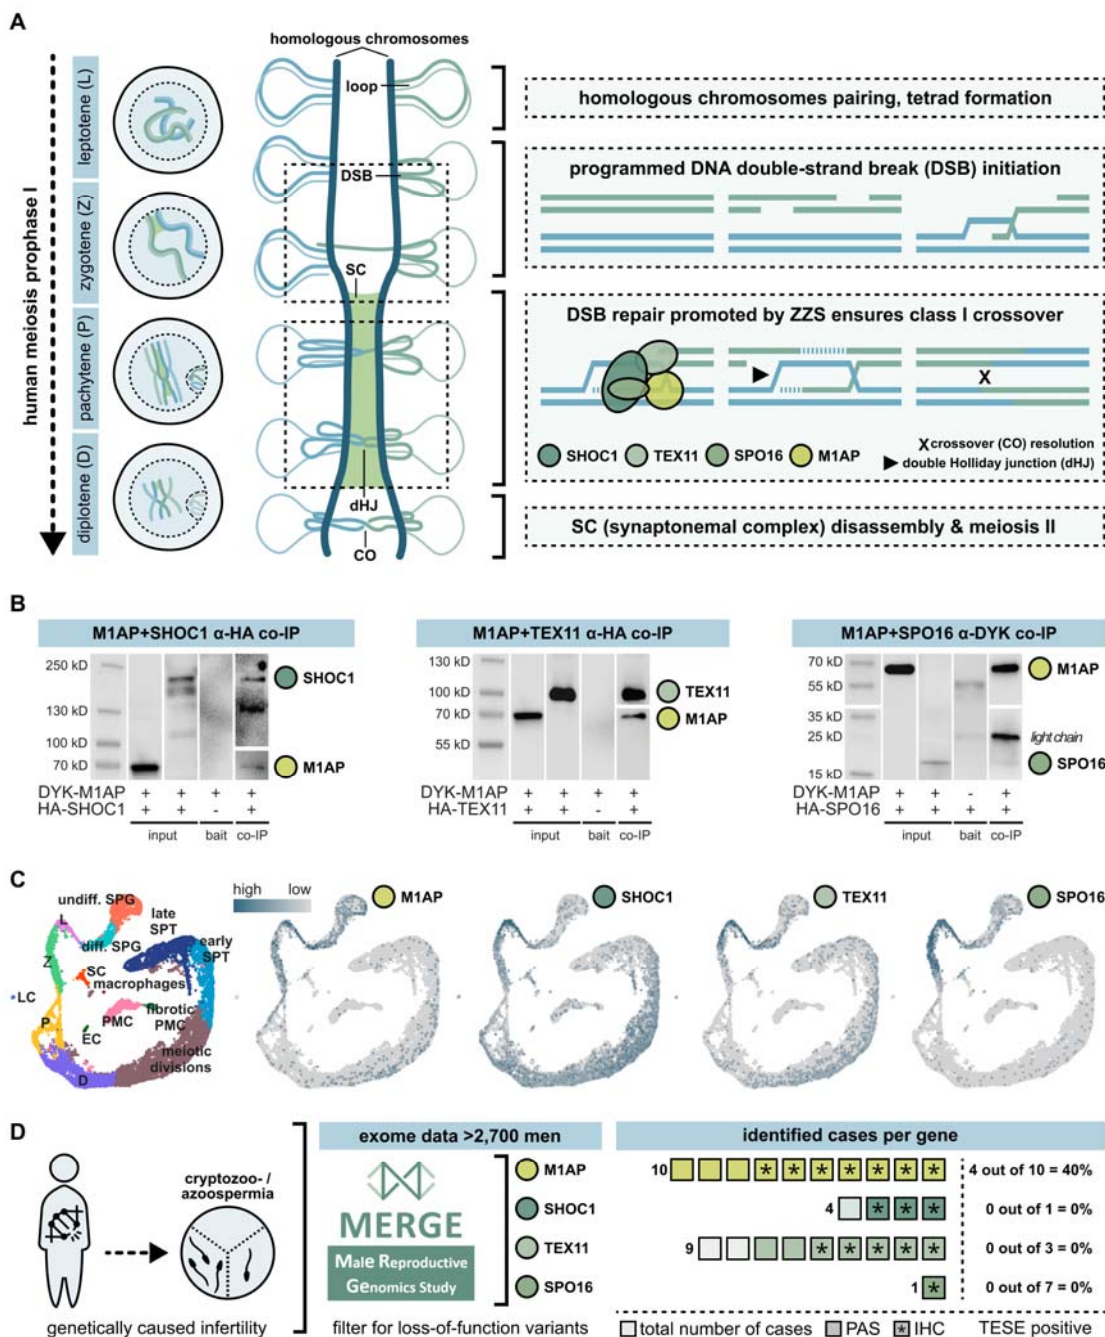 A
human meiosis prophase I
leptotene (L)
zygotene (Z)
pachytene (P)
diplotene (D)
homologous chromosomes
loop
DSB
SC
dHJ
CO
homologous chromosomes pairing, tetrad formation
programmed DNA double-strand break (DSB) initiation
DSB repair promoted by ZZS ensures class I crossover
X
SHOC1 TEX11 SPO16 M1AP
X crossover (CO) resolution
double Holliday junction (dHJ)
SC (synaptonemal complex) disassembly & meiosis II
B
M1AP+SHOC1 α-HA co-IP
250 kD
130 kD
100 kD
70 kD
SHOC1
M1AP
DYK-M1AP + + + +
HA-SHOC1 + + - +
input bait co-IP
M1AP+TEX11 α-HA co-IP
130 kD
100 kD
70 kD
55 kD
TEX11
M1AP
DYK-M1AP + + + +
HA-TEX11 + + - +
input bait co-IP
M1AP+SPO16 α-DYK co-IP
70 kD
55 kD
35 kD
25 kD
15 kD
M1AP
light chain
SPO16
DYK-M1AP + + - +
HA-SPO16 + + + +
input bait co-IP
C
undiff. SPG
L
diff. SPG
late
SPT
early
SPT
Z
SC
macrophages
LC
P
PMC
fibrotic
PMC
EC
meiotic
divisions
D
high low
M1AP
SHOC1
TEX11
SPO16
D
cryptozoo- /
azoospermia
genetically caused infertility
exome data >2,700 men
MERGE
Male Reproductive
Genomics Study
M1AP
SHOC1
TEX11
SPO16
filter for loss-of-function variants
identified cases per gene
10 * * * * * * * 4 out of 10 = 40%
4 * * * 0 out of 1 = 0%
9 * * * * * 0 out of 3 = 0%
1 * 0 out of 7 = 0%
total number of cases PAS * IHC TESE positive